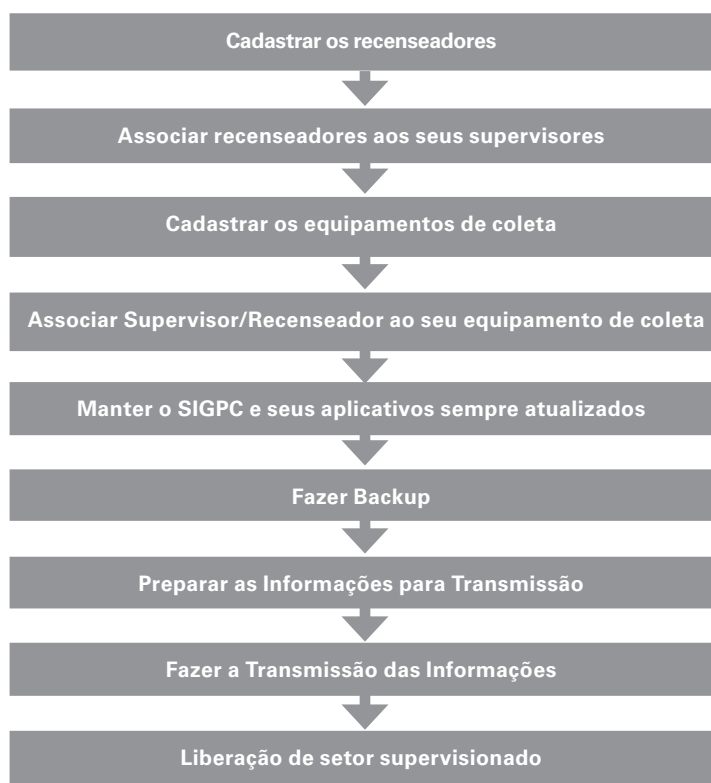 Cadastrar os recenseadores
Associar recenseadores aos seus supervisores
Cadastrar os equipamentos de coleta
Associar Supervisor/Recenseador ao seu equipamento de coleta
Manter o SIGPC e seus aplicativos sempre atualizados
Fazer Backup
Preparar as Informações para Transmissão
Fazer a Transmissão das Informações
Liberação de setor supervisionado